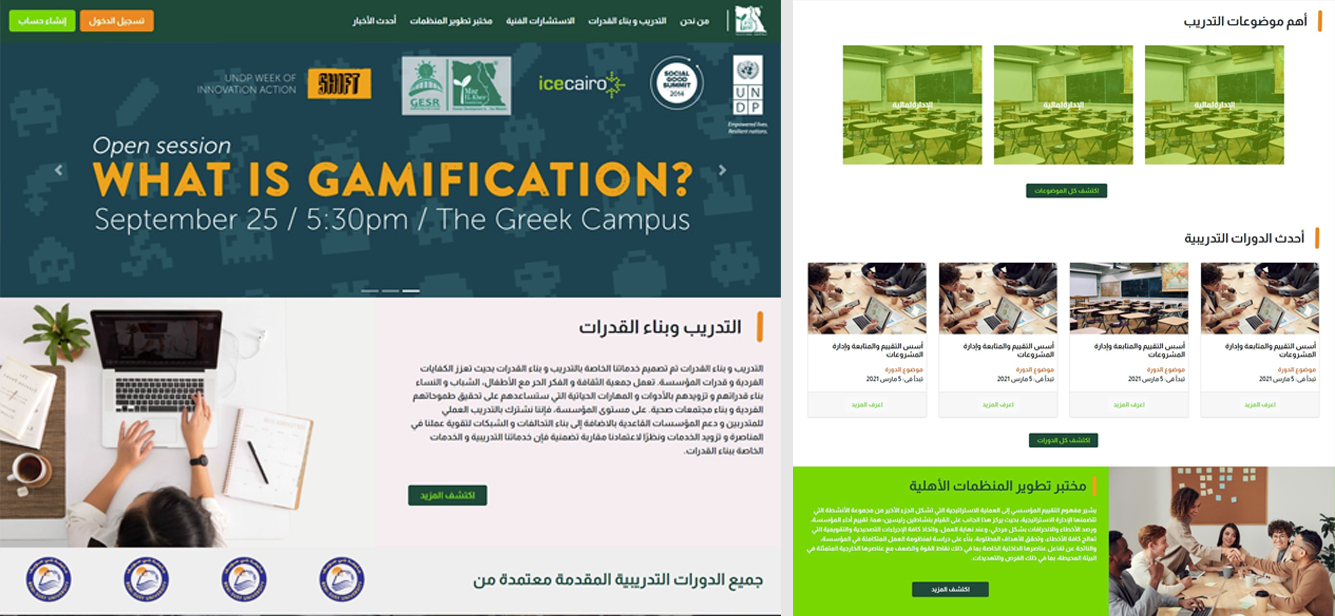 من نحن
التدريب و بناء القدرات
الاستشارات الفنية
مختبر تطوير المنظمات
أحدث الأخبار
تسجيل الدخول
إنشاء حساب
UNDP WEEK OF
INNOVATION ACTION
SHIFT
GESR
Misr El-Kheir
icecairo
SOCIAL
GOOD
SUMMIT
2014
UN
DP
Empowered lives.
Resilient nations.
Open session
WHAT IS GAMIFICATION?
September 25 / 5:30pm / The Greek Campus
التدريب وبناء القدرات
التدريب و بناء القدرات تم تصميم خدماتنا الخاصة بالتدريب و بناء القدرات بحيث تعزز الكفايات
الفردية و قدرات المؤسسة. تعمل جمعية الثقافة و الفكر الحر مع الأطفال، الشباب و النساء
بناء قدراتهم و تزويدهم بالأدوات و المهارات الحياتية التي ستساعدهم على تحقيق طموحاتهم
الفردية و بناء مجتمعات صحية. على مستوى المؤسسة، فإننا نشترك بالتدريب العملي
للمتدربين و دعم المؤسسات القاعدية بالاضافة إلى بناء التحالفات و الشبكات لتقوية عملنا في
المناصرة و تزويد الخدمات ونظرًا لاعتمادنا مقاربة تضمنية فإن خدماتنا التدريبية و الخدمات
الخاصة ببناء القدرات.
اكتشف المزيد
جميع الدورات التدريبية المقدمة معتمدة من
أهم موضوعات التدريب
الإدارة المالية
الإدارة المالية
الإدارة المالية
اكتشف كل الموضوعات
أحدث الدورات التدريبية
أسس التقييم والمتابعة وإدارة
المشروعات
موضوع الدورة
تبدأ في: 5 مارس 2021
اعرف المزيد
أسس التقييم والمتابعة وإدارة
المشروعات
موضوع الدورة
تبدأ في: 5 مارس 2021
اعرف المزيد
أسس التقييم والمتابعة وإدارة
المشروعات
موضوع الدورة
تبدأ في: 5 مارس 2021
اعرف المزيد
أسس التقييم والمتابعة وإدارة
المشروعات
موضوع الدورة
تبدأ في: 5 مارس 2021
اعرف المزيد
اكتشف كل الدورات
مختبر تطوير المنظمات الأهلية
يشير مفهوم التقييم المؤسسي إلى العملية الاستراتيجية التي تشكل الجزء الأخير من مجموعة الأنشطة التي
تتضمنها الإدارة الاستراتيجية، بحيث يركز هذا الجانب على القيام بنشاطين رئيسين، هما: تقييم أداء المؤسسة،
ورصد الأخطاء والانحرافات بشكل مرحلي، وعند نهاية العمل، واتخاذ كافة الإجراءات التصحيحية والتقويمية التي
تعالج كافة الأخطاء، وتحقق الأهداف المطلوبة، بناًء على دراسة لمنظومة العمل المتكاملة في المؤسسة،
والناتجة عن تفاعل عناصرها الداخلية الخاصة بما في ذلك نقاط القوة والضعف مع عناصرها الخارجية المتمثلة في
البيئة المحيطة، بما في ذلك الفرص والتهديدات.
اكتشف المزيد